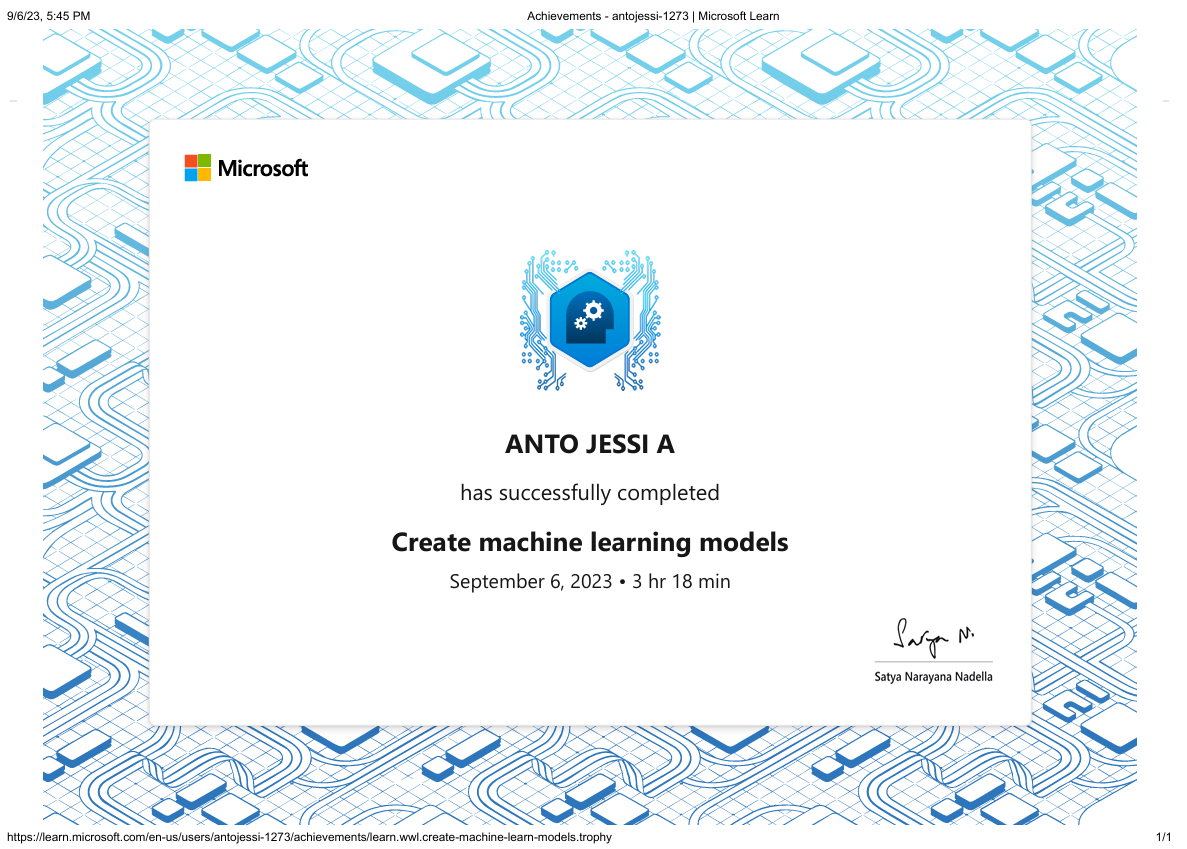 9/6/23, 5:45 PM
Achievements - antojessi-1273 | Microsoft Learn
Microsoft
ANTO JESSI A
has successfully completed
Create machine learning models
September 6, 2023 • 3 hr 18 min
Satya N.
Satya Narayana Nadella
https://learn.microsoft.com/en-us/users/antojessi-1273/achievements/learn.wwl.create-machine-learn-models.trophy
1/1